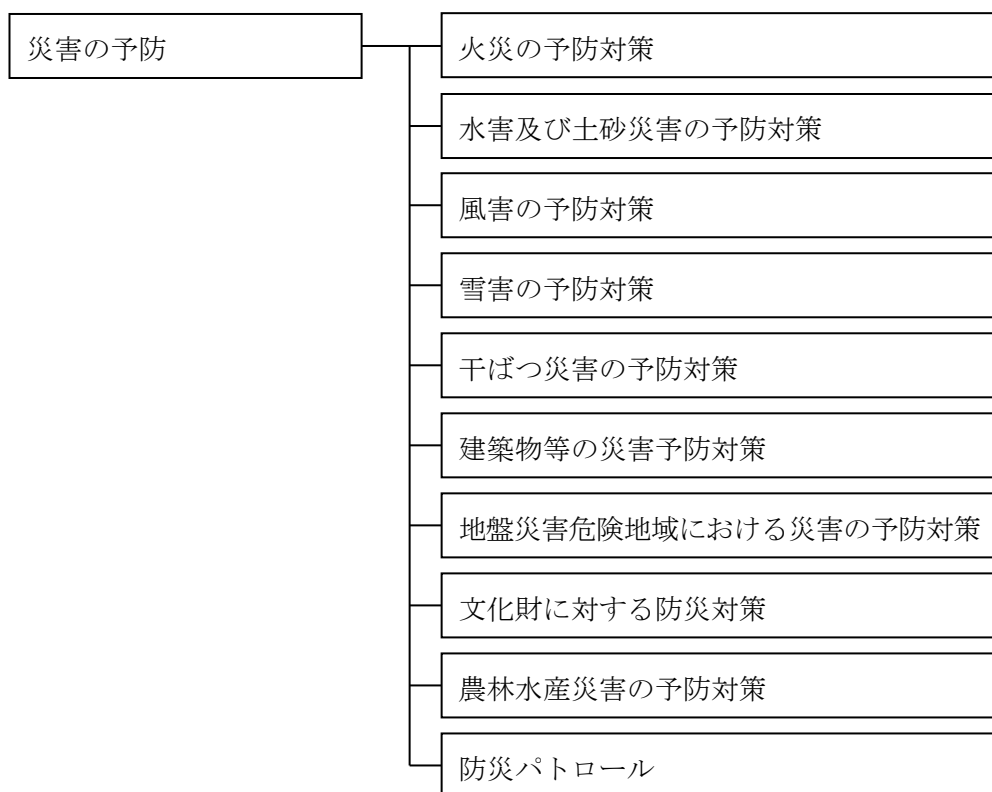 災害の予防
火災の予防対策
水害及び土砂災害の予防対策
風害の予防対策
雪害の予防対策
干ばつ災害の予防対策
建築物等の災害予防対策
地盤災害危険地域における災害の予防対策
文化財に対する防災対策
農林水産災害の予防対策
防災パトロール